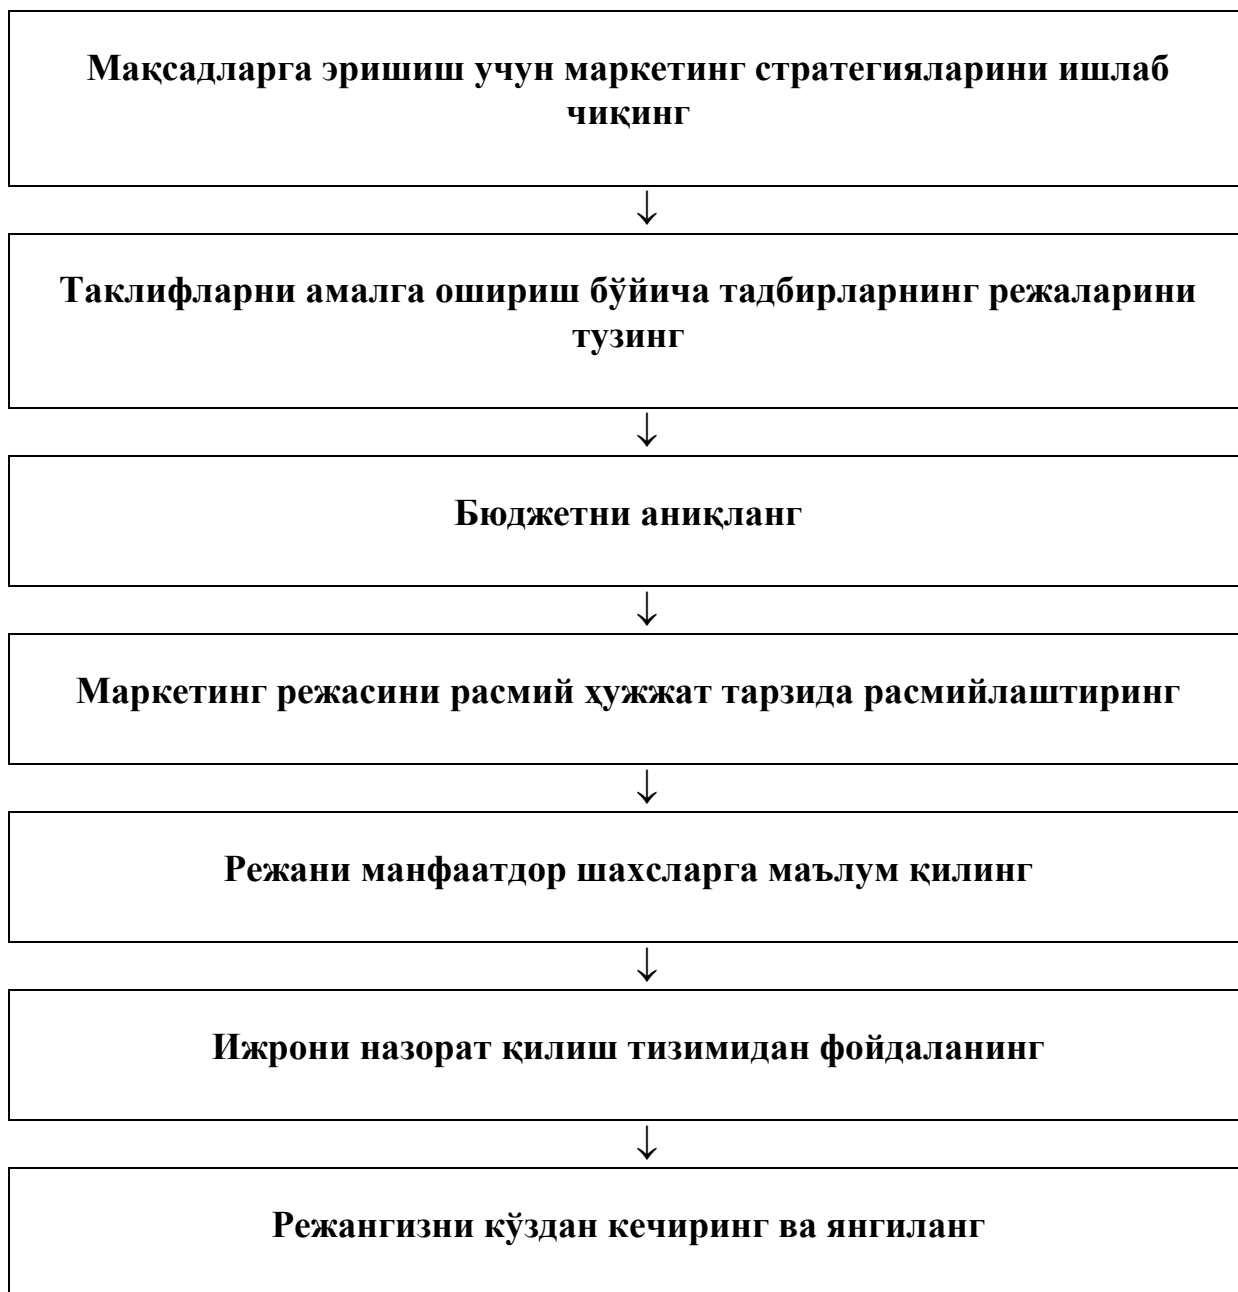 Мақсадларга эришиш учун маркетинг стратегияларини ишлаб
чиқинг
↓
Таклифларни амалга ошириш бўйича тадбирларнинг режаларини
тузинг
↓
Бюджетни аниқланг
↓
Маркетинг режасини расмий ҳужжат тарзида расмийлаштиринг
↓
Режани манфаатдор шахсларга маълум қилинг
↓
Ижрони назорат қилиш тизимидан фойдаланинг
↓
Режангизни кўздан кечиринг ва янгиланг